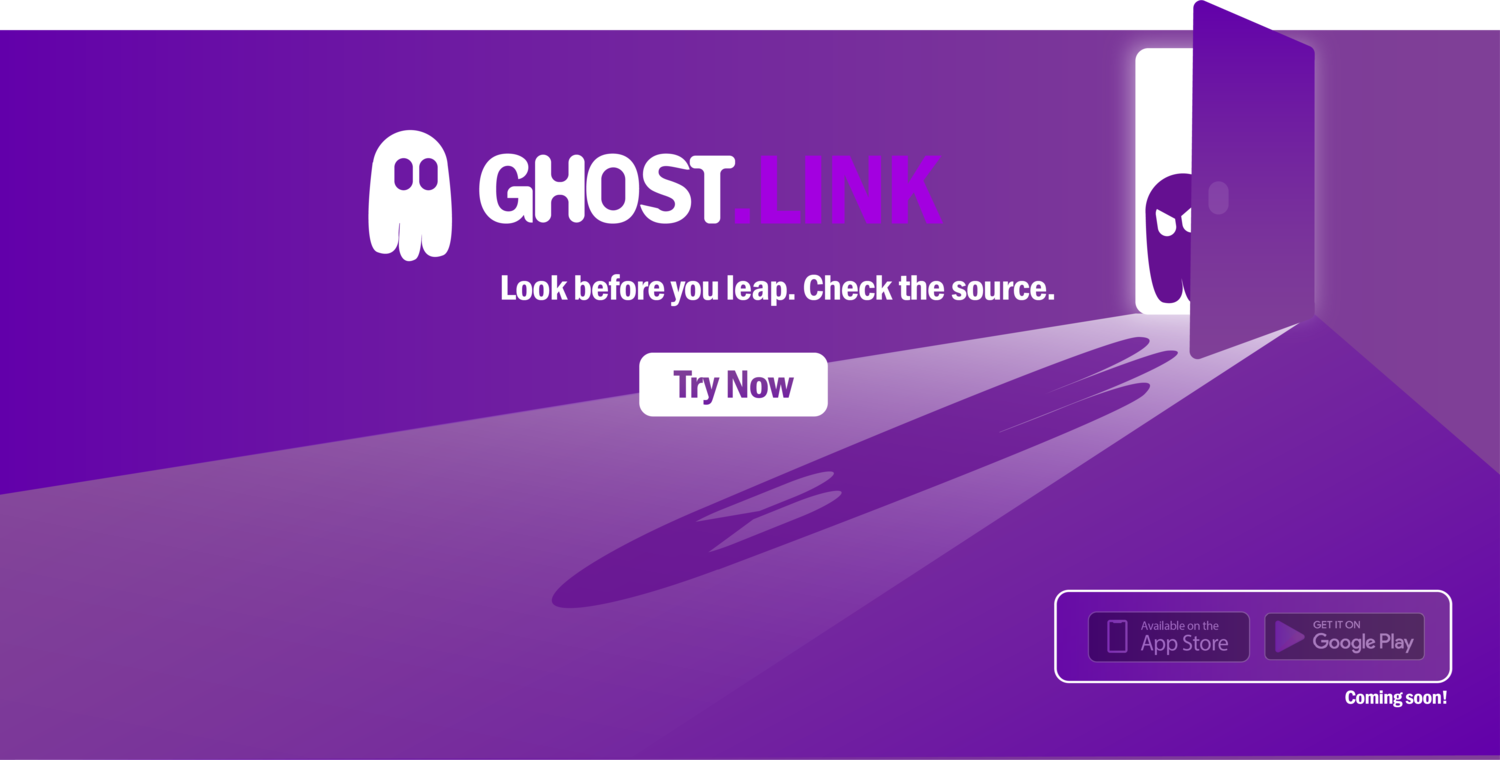 GHOST.LINK
Look before you leap. Check the source.
Try Now
Available on the
App Store
GET IT ON
Google Play
Coming soon!